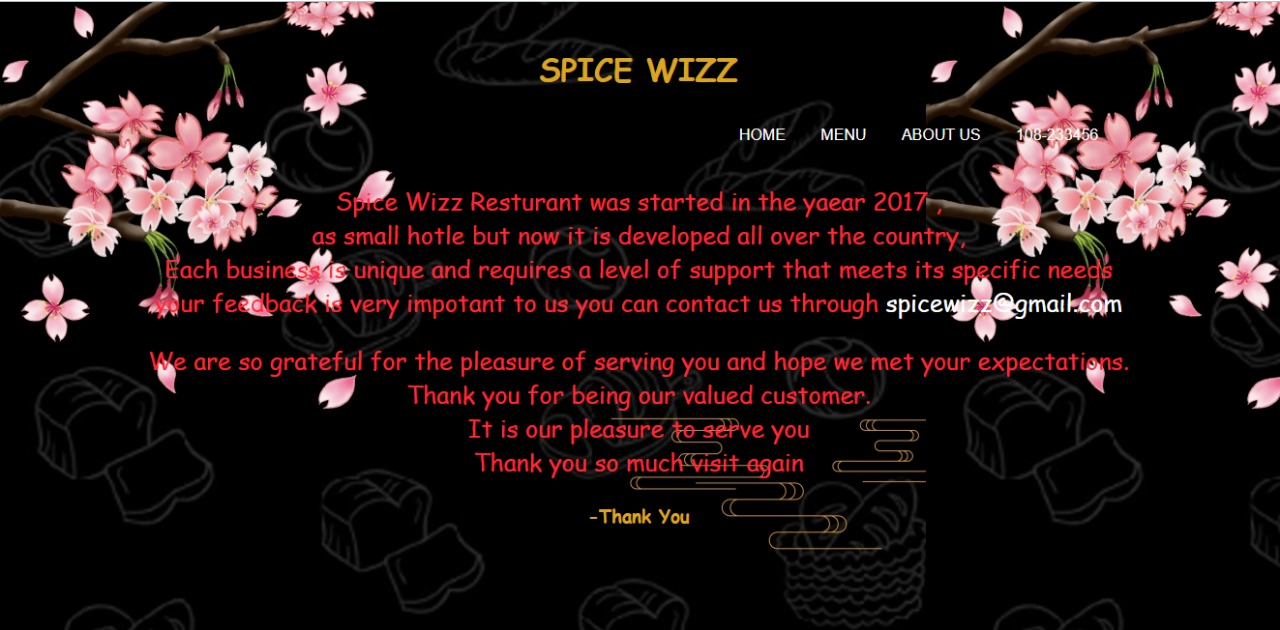 SPICE WIZZ
HOME MENU ABOUT US 108-233456
Spice Wizz Resturant was started in the yaear 2017 ,
as small hotle but now it is developed all over the country,
Each business is unique and requires a level of support that meets its specific needs
your feedback is very impotant to us you can contact us through spicewizz@gmail.com
We are so grateful for the pleasure of serving you and hope we met your expectations.
Thank you for being our valued customer.
It is our pleasure to serve you
Thank you so much visit again
-Thank You